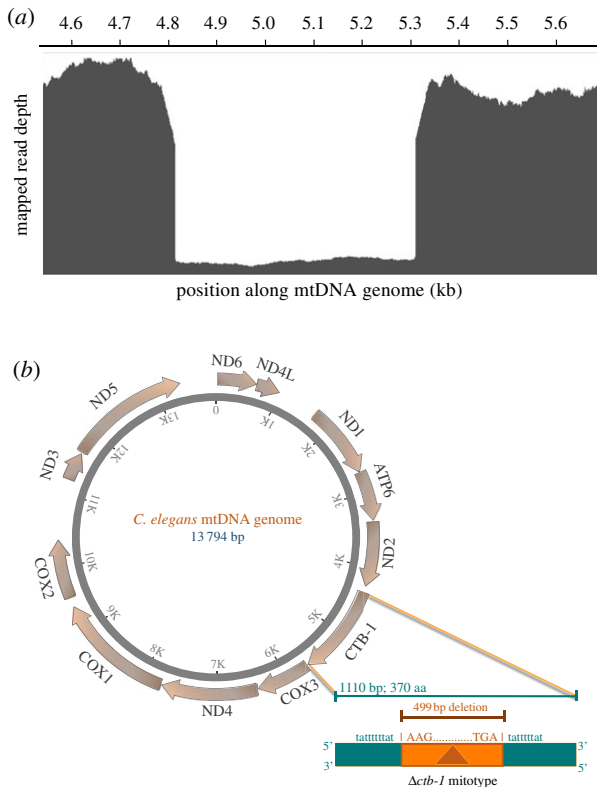 (a)
4.6 4.7 4.8 4.9 5.0 5.1 5.2 5.3 5.4 5.5 5.6
mapped read depth
position along mtDNA genome (kb)
(b)
ND6
ND4L
ND5
ND1
ND3
ATP6
ND2
COX2
CTB-1
COX1
COX3
ND4
0
1K
2K
3K
4K
5K
6K
7K
8K
9K
10K
11K
12K
13K
C. elegans mtDNA genome
13 794 bp
1110 bp; 370 aa
499 bp deletion
tattttttat | AAG.............TGA | tattttttat
5′ 3′
3′ 5′
Δctb-1 mitotype